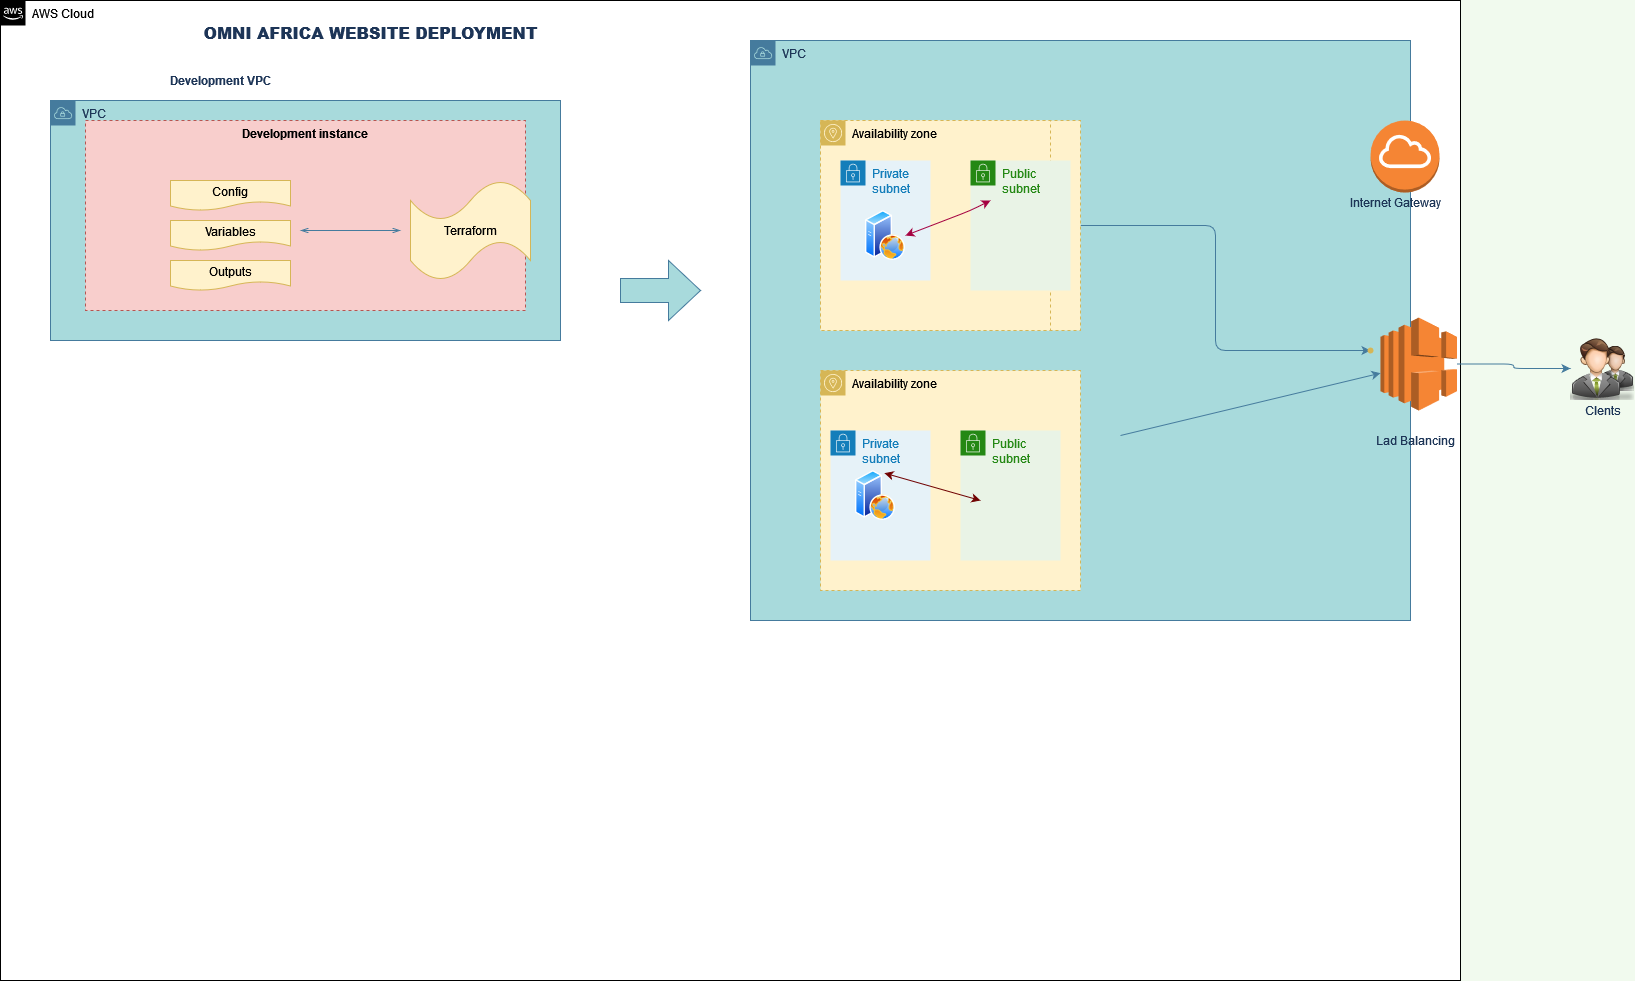 aws
AWS Cloud
OMNI AFRICA WEBSITE DEPLOYMENT
Development VPC
VPC
Development instance
Config
Variables
Outputs
Terraform
VPC
Availability zone
Private
subnet
Public
subnet
Internet Gateway
Availability zone
Private
subnet
Public
subnet
Lad Balancing
Clents